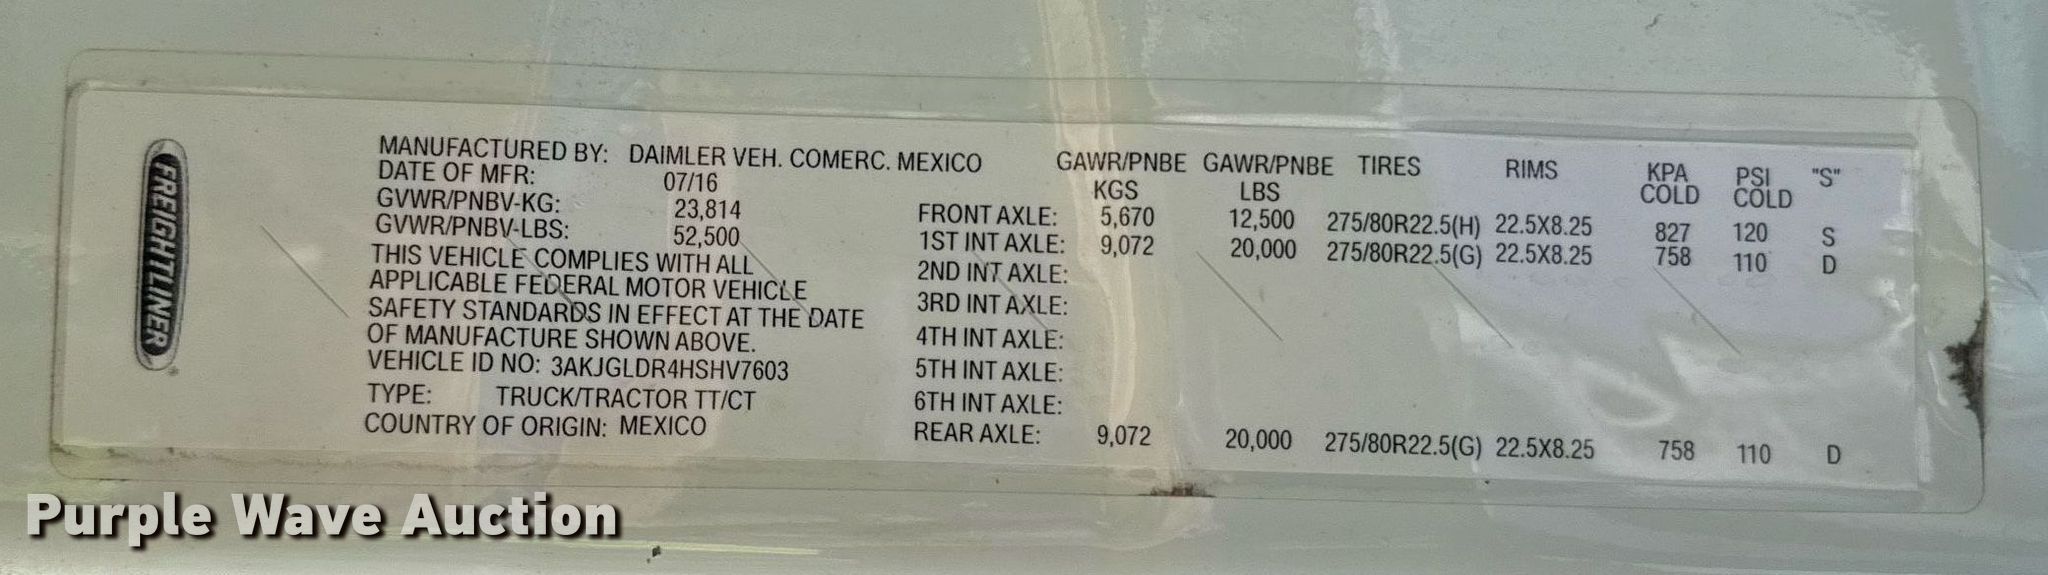 FREIGHTLINER
MANUFACTURED BY: DAIMLER VEH. COMERC. MEXICO
DATE OF MFR: 07/16
GVWR/PNBV-KG: 23,814
GVWR/PNBV-LBS: 52,500
THIS VEHICLE COMPLIES WITH ALL
APPLICABLE FEDERAL MOTOR VEHICLE
SAFETY STANDARDS IN EFFECT AT THE DATE
OF MANUFACTURE SHOWN ABOVE.
VEHICLE ID NO: 3AKJGLDR4HSHV7603
TYPE: TRUCK/TRACTOR TT/CT
COUNTRY OF ORIGIN: MEXICO
GAWR/PNBE GAWR/PNBE TIRES RIMS KPA PSI "S"
KGS LBS COLD COLD
FRONT AXLE: 5,670 12,500 275/80R22.5(H) 22.5X8.25 827 120 S
1ST INT AXLE: 9,072 20,000 275/80R22.5(G) 22.5X8.25 758 110 D
2ND INT AXLE:
3RD INT AXLE:
4TH INT AXLE:
5TH INT AXLE:
6TH INT AXLE:
REAR AXLE: 9,072 20,000 275/80R22.5(G) 22.5X8.25 758 110 D
Purple Wave Auction